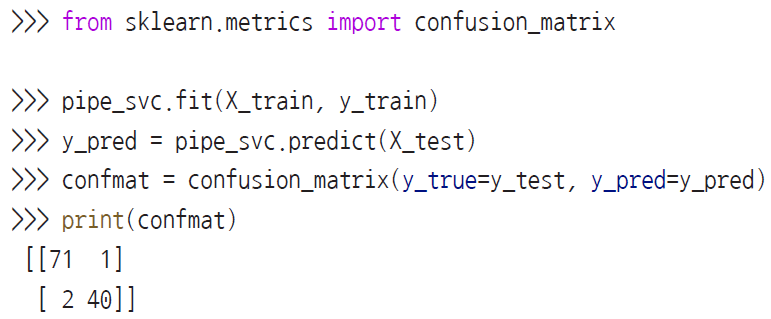 >>> from sklearn.metrics import confusion_matrix
>>> pipe_svc.fit(X_train, y_train)
>>> y_pred = pipe_svc.predict(X_test)
>>> confmat = confusion_matrix(y_true=y_test, y_pred=y_pred)
>>> print(confmat)
[[71  1]
[ 2 40]]